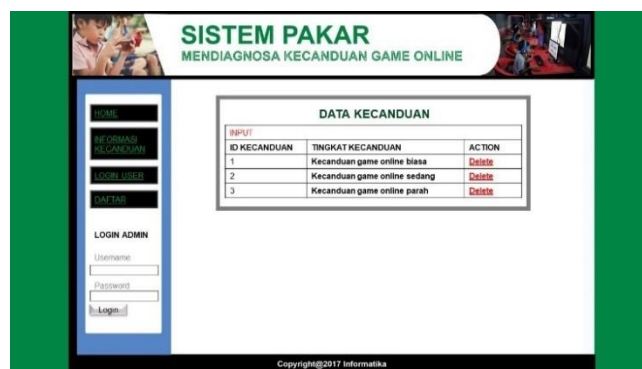 SISTEM PAKAR
MENDIAGNOSA KECANDUAN GAME ONLINE
HOME
INFORMASI
KECANDUAN
LOGIN USER
DAFTAR
LOGIN ADMIN
Username
Password
Login
DATA KECANDUAN
INPUT
ID KECANDUAN TINGKAT KECANDUAN ACTION
1 Kecanduan game online biasa Delete
2 Kecanduan game online sedang Delete
3 Kecanduan game online parah Delete
Copyright@2017 Informatika